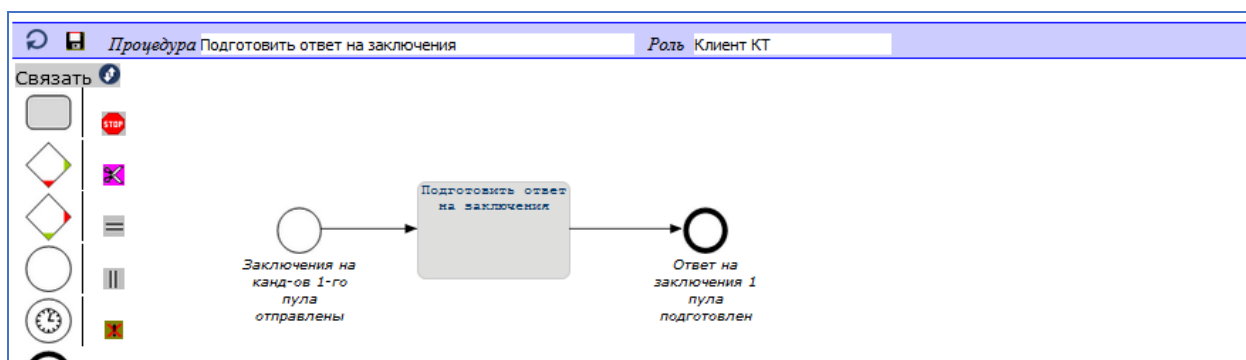 Процедура Подготовить ответ на заключения Роль Клиент КТ
Связать
STOP
Подготовить ответ
на заключения
Заключения на
канд-ов 1-го
пула
отправлены
Ответ на
заключения 1
пула
подготовлен